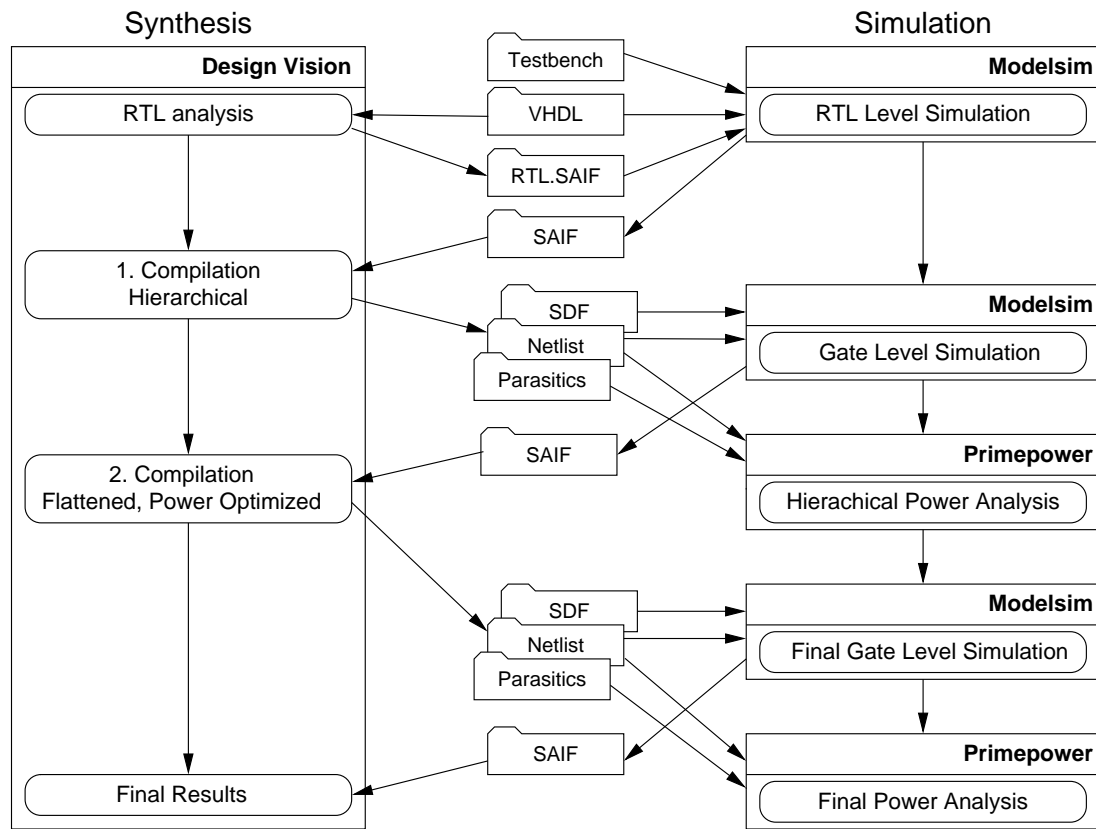 Synthesis
Simulation
Design Vision
Testbench
Modelsim
RTL analysis
VHDL
RTL Level Simulation
RTL.SAIF
SAIF
1. Compilation
Hierarchical
SDF
Modelsim
Netlist
Gate Level Simulation
Parasitics
SAIF
Primepower
2. Compilation
Flattened, Power Optimized
Hierachical Power Analysis
SDF
Modelsim
Netlist
Final Gate Level Simulation
Parasitics
SAIF
Primepower
Final Results
Final Power Analysis